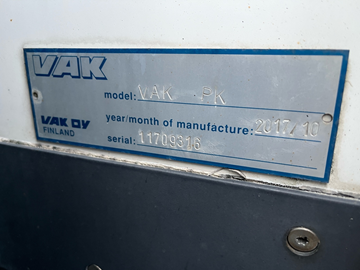 VAK
model: VAK PK
year/month of manufacture: 2017/10
VAK OY
FINLAND
serial: 11709316